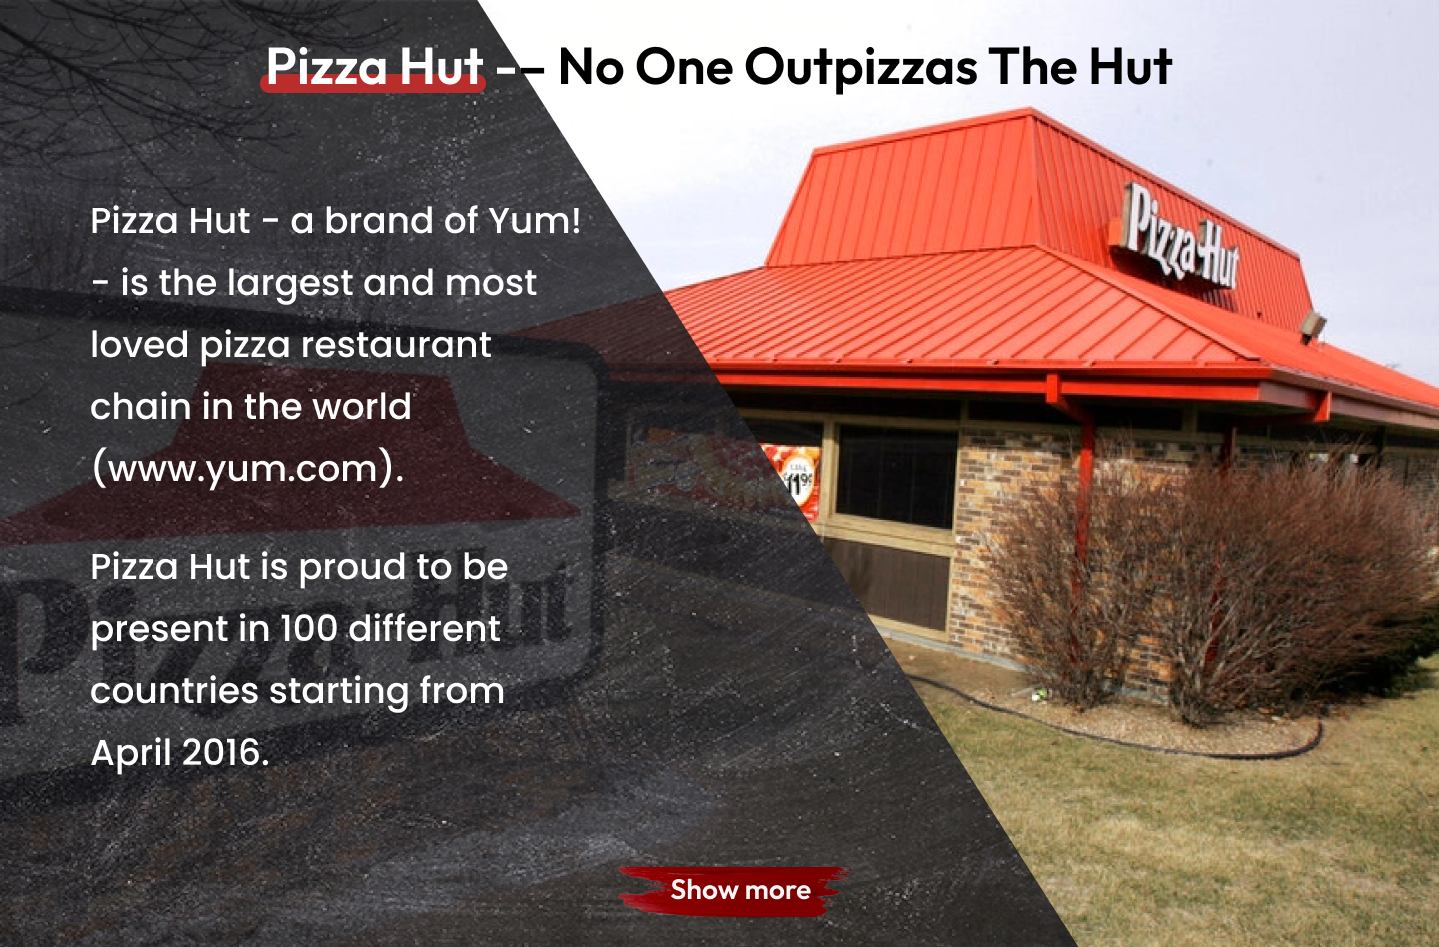 Pizza Hut -– No One Outpizzas The Hut
Pizza Hut - a brand of Yum!
- is the largest and most
loved pizza restaurant
chain in the world
(www.yum.com).
Pizza Hut is proud to be
present in 100 different
countries starting from
April 2016.
Pizza Hut
Pizza Hut
Show more